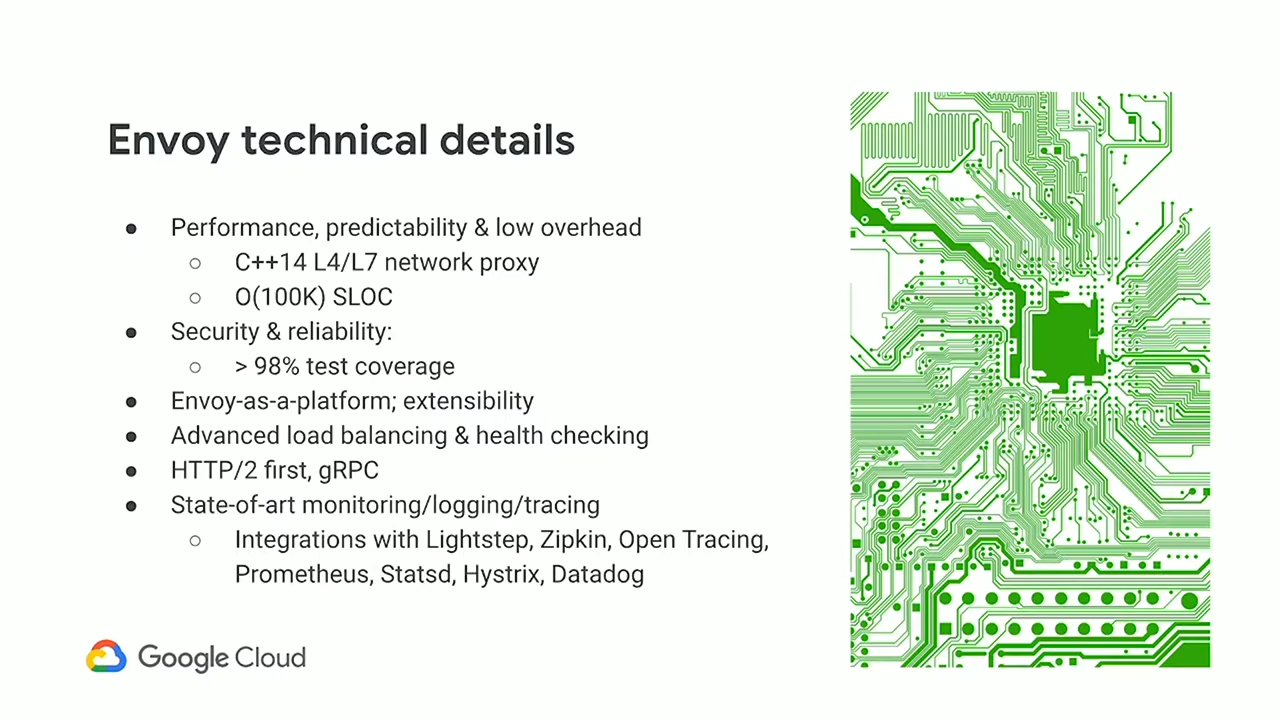 Envoy technical details
● Performance, predictability & low overhead
○ C++14 L4/L7 network proxy
○ O(100K) SLOC
● Security & reliability:
○ > 98% test coverage
● Envoy-as-a-platform; extensibility
● Advanced load balancing & health checking
● HTTP/2 first, gRPC
● State-of-art monitoring/logging/tracing
○ Integrations with Lightstep, Zipkin, Open Tracing,
Prometheus, Statsd, Hystrix, Datadog
Google Cloud